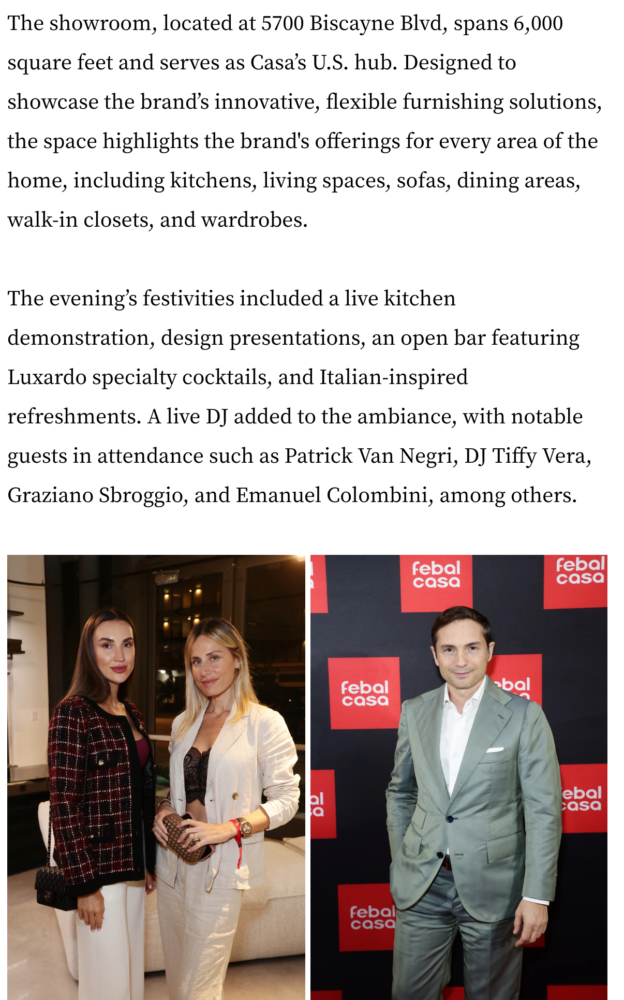 The showroom, located at 5700 Biscayne Blvd, spans 6,000
square feet and serves as Casa’s U.S. hub. Designed to
showcase the brand’s innovative, flexible furnishing solutions,
the space highlights the brand's offerings for every area of the
home, including kitchens, living spaces, sofas, dining areas,
walk-in closets, and wardrobes.
The evening’s festivities included a live kitchen
demonstration, design presentations, an open bar featuring
Luxardo specialty cocktails, and Italian-inspired
refreshments. A live DJ added to the ambiance, with notable
guests in attendance such as Patrick Van Negri, DJ Tiffy Vera,
Graziano Sbroggio, and Emanuel Colombini, among others.
febal
casa
febal
casa
febal
casa
ebal
al
sa
ebal
casa
febal
casa